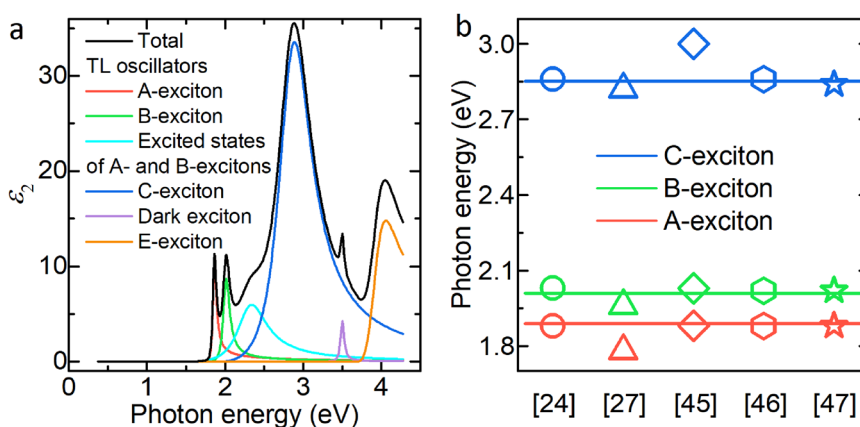 a
ε2
35
30
20
10
0
Total
TL oscillators
A-exciton
B-exciton
Excited states
of A- and B-excitons
C-exciton
Dark exciton
E-exciton
0 1 2 3 4
Photon energy (eV)
b
Photon energy (eV)
3.0
2.7
2.4
2.1
1.8
C-exciton
B-exciton
A-exciton
[24] [27] [45] [46] [47]